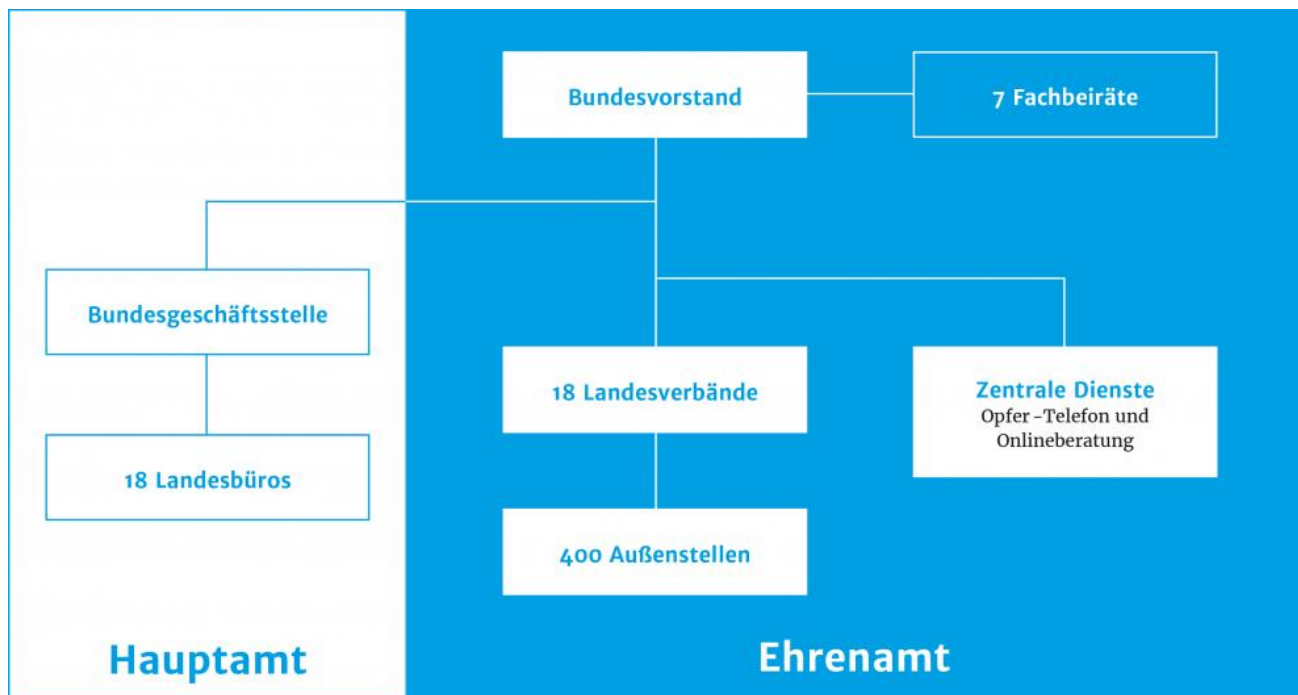 Bundesvorstand
7 Fachbeiräte
Bundesgeschäftsstelle
18 Landesverbände
Zentrale Dienste
Opfer-Telefon und
Onlineberatung
18 Landesbüros
400 Außenstellen
Hauptamt
Ehrenamt